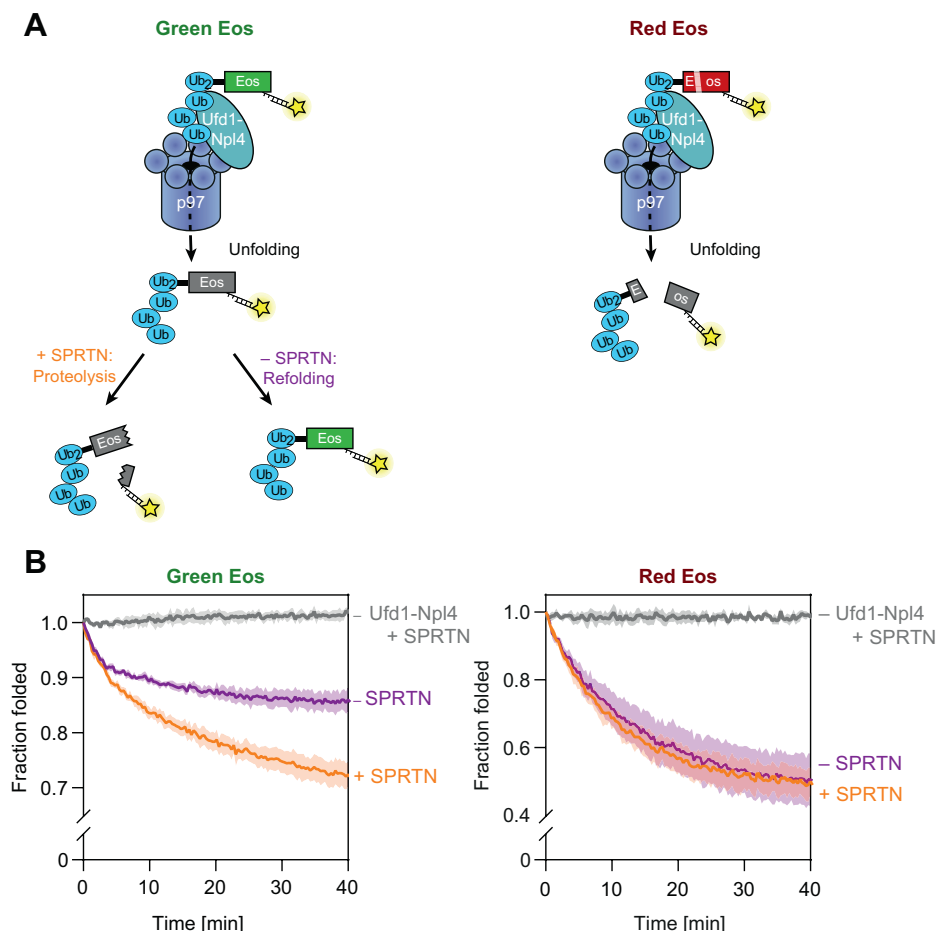 A
Green Eos
Red Eos
Ub2 Eos
Ub
Ub Ufd1-
Ub Npl4
p97
Unfolding
Ub2 Eos
Ub
Ub
Ub
+ SPRTN:
Proteolysis
– SPRTN:
Refolding
Ub2 Eos
Ub
Ub Ub
Ub2 Eos
Ub
Ub
Ub
Ub2 E os
Ub
Ub Ufd1-
Ub Npl4
p97
Unfolding
Ub2 E os
Ub
Ub Ub
B
Green Eos
Fraction folded
1.0
0.9
0.8
0.7
0
0 10 20 30 40
Time [min]
– Ufd1-Npl4
+ SPRTN
– SPRTN
+ SPRTN
Red Eos
Fraction folded
1.0
0.8
0.6
0.4
0
0 10 20 30 40
Time [min]
– Ufd1-Npl4
+ SPRTN
– SPRTN
+ SPRTN